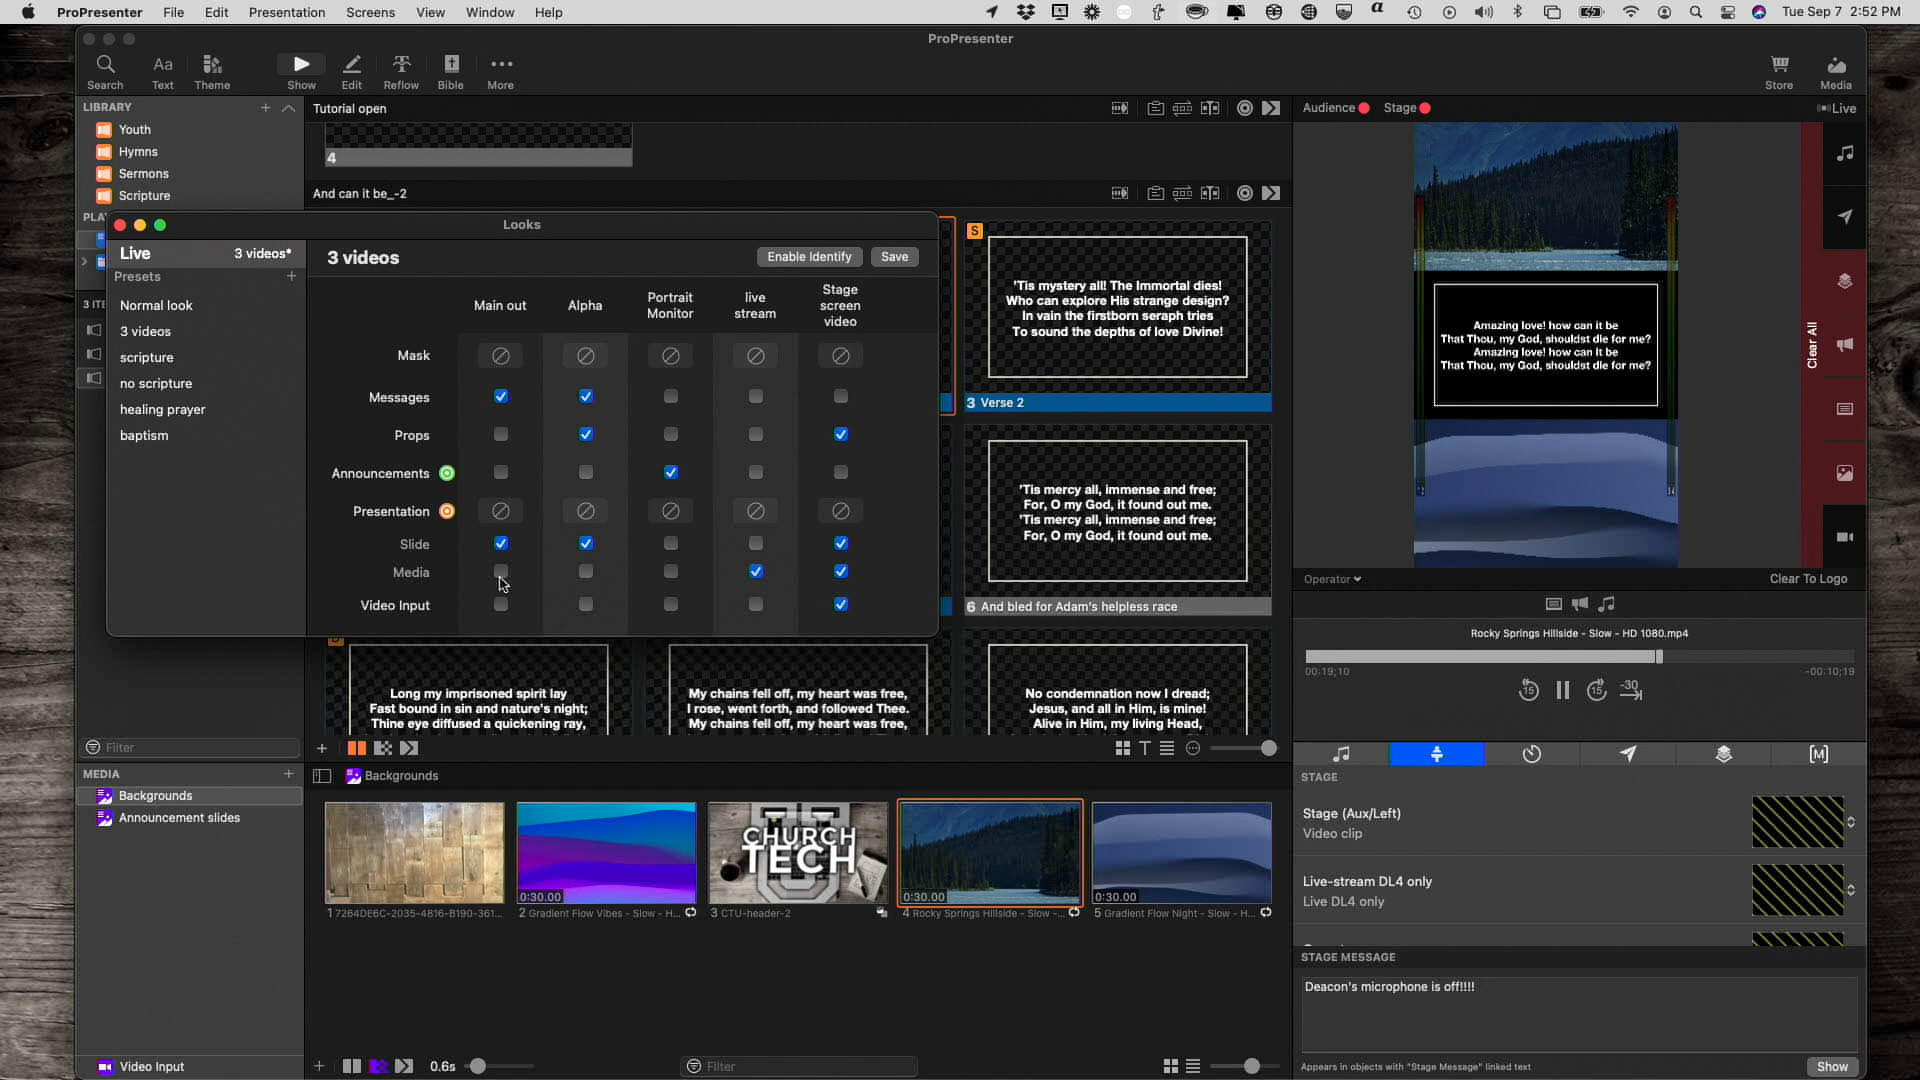 ProPresenter File Edit Presentation Screens View Window Help
Tue Sep 7 2:52 PM
ProPresenter
Search Text Theme Show Edit Reflow Bible More Store Media
Aa
LIBRARY
Youth
Hymns
Sermons
Scripture
Tutorial open
4
And can it be_-2
Looks
Live 3 videos*
Presets
Normal look
3 videos
scripture
no scripture
healing prayer
baptism
3 videos
Enable Identify Save
Main out
Alpha
Portrait
Monitor
live
stream
Stage
screen
video
Mask
Messages
Props
Announcements
Presentation
Slide
Media
Video Input
S
'Tis mystery all! The Immortal dies!
Who can explore His strange design?
In vain the firstborn seraph tries
To sound the depths of love Divine!
3 Verse 2
'Tis mercy all, immense and free;
For, O my God, it found out me.
'Tis mercy all, immense and free;
For, O my God, it found out me.
6 And bled for Adam's helpless race
Long my imprisoned spirit lay
Fast bound in sin and nature's night;
Thine eye diffused a quickening ray,
My chains fell off, my heart was free,
I rose, went forth, and followed Thee.
My chains fell off, my heart was free,
No condemnation now I dread;
Jesus, and all in Him, is mine!
Alive in Him, my living Head,
Filter
MEDIA
Backgrounds
Announcement slides
Video Input
Backgrounds
0:30.00
CHURCH
TECH
0:30.00
0:30.00
1 7264DE6C-2035-4816-B190-361...
2 Gradient Flow Vibes - Slow - H...
3 CTU-header-2
4 Rocky Springs Hillside - Slow -...
5 Gradient Flow Night - Slow - H...
0.6s
Filter
Audience Stage Live
Amazing love! how can it be
That Thou, my God, shouldst die for me?
Amazing love! how can it be
That Thou, my God, shouldst die for me?
Clear All
Operator
Clear To Logo
Rocky Springs Hillside - Slow - HD 1080.mp4
00:19;10 -00:10;19
15 15 -30
STAGE
Stage (Aux/Left)
Video clip
Live-stream DL4 only
Live DL4 only
STAGE MESSAGE
Deacon's microphone is off!!!!
Appears in objects with "Stage Message" linked text
Show